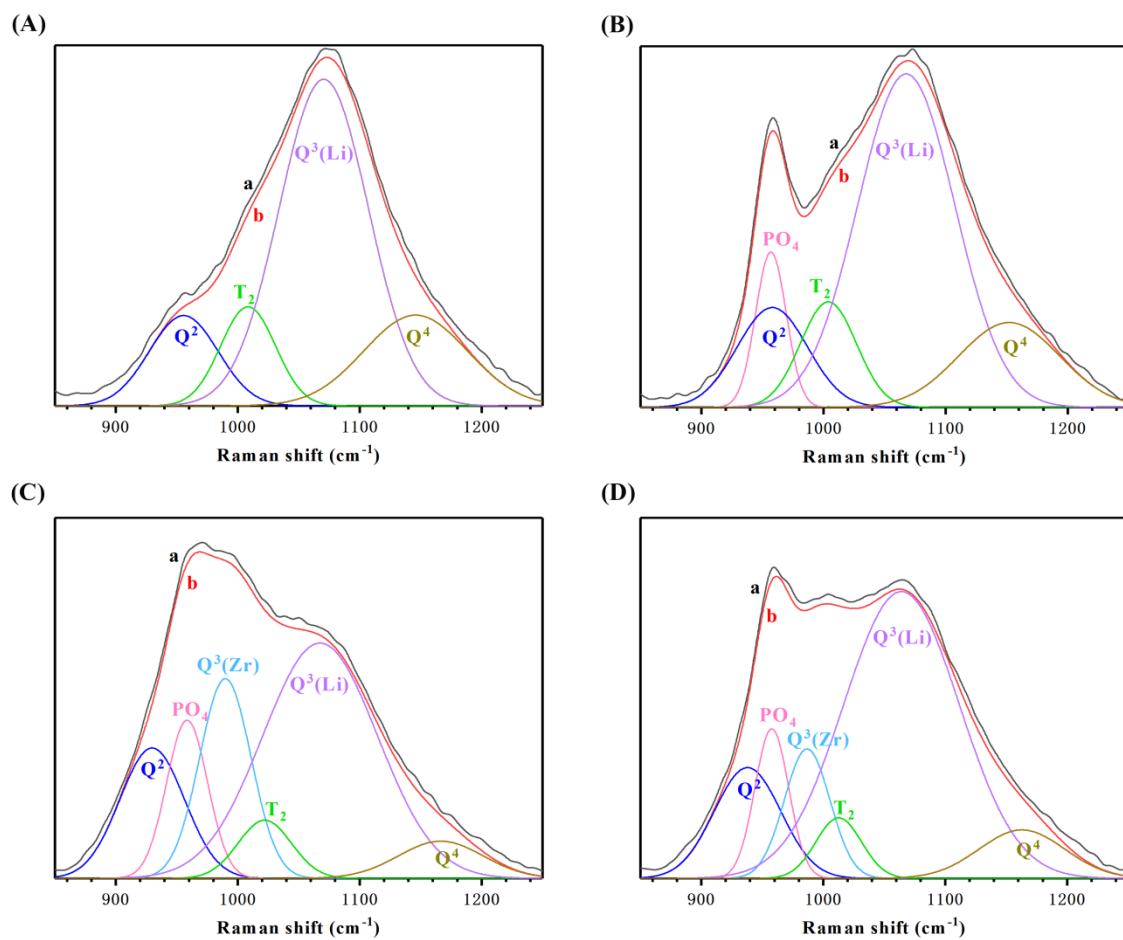 (A)
a
b
Q³(Li)
T₂
Q²
Q⁴
900 1000 1100 1200
Raman shift (cm⁻¹)
(B)
a
b
Q³(Li)
PO₄
T₂
Q²
Q⁴
900 1000 1100 1200
Raman shift (cm⁻¹)
(C)
a
b
Q³(Zr)
Q³(Li)
PO₄
Q²
T₂
Q⁴
900 1000 1100 1200
Raman shift (cm⁻¹)
(D)
a
b
Q³(Li)
PO₄
Q³(Zr)
Q²
T₂
Q⁴
900 1000 1100 1200
Raman shift (cm⁻¹)